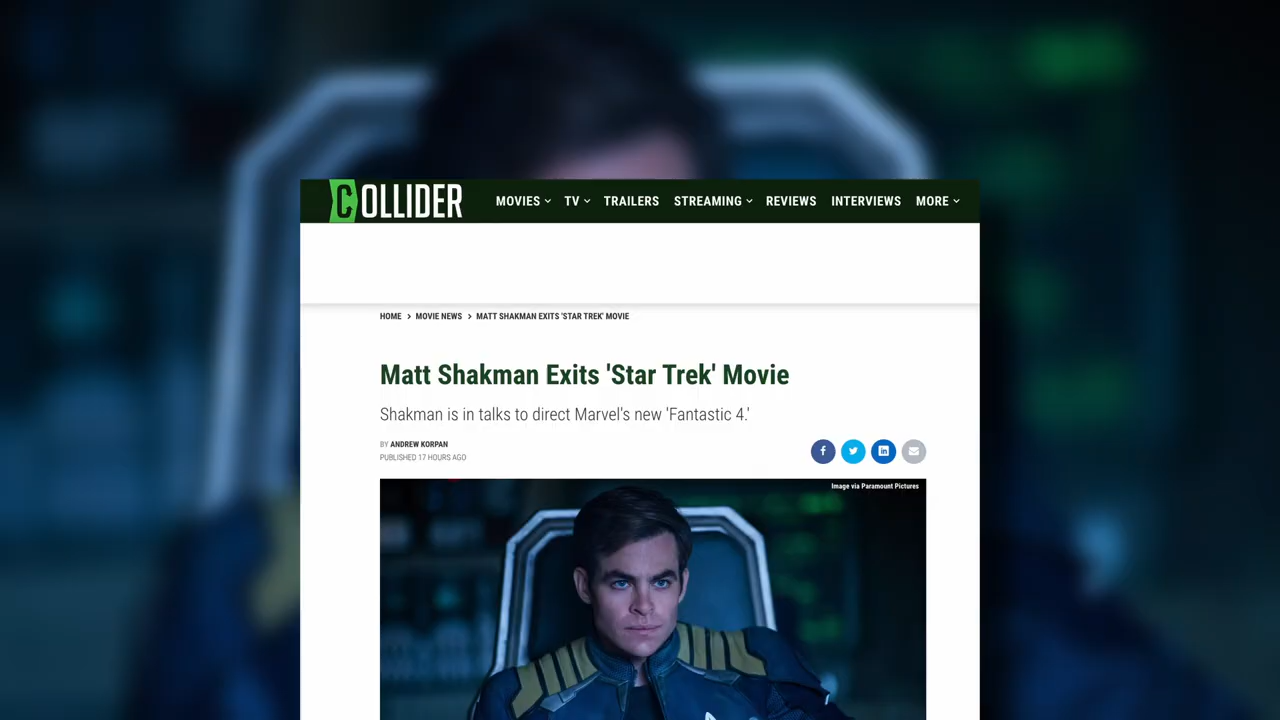 COLLIDER MOVIES TV TRAILERS STREAMING REVIEWS INTERVIEWS MORE
HOME > MOVIE NEWS > MATT SHAKMAN EXITS 'STAR TREK' MOVIE
Matt Shakman Exits 'Star Trek' Movie
Shakman is in talks to direct Marvel's new 'Fantastic 4.'
BY ANDREW KORPAN
PUBLISHED 17 HOURS AGO
Image via Paramount Pictures